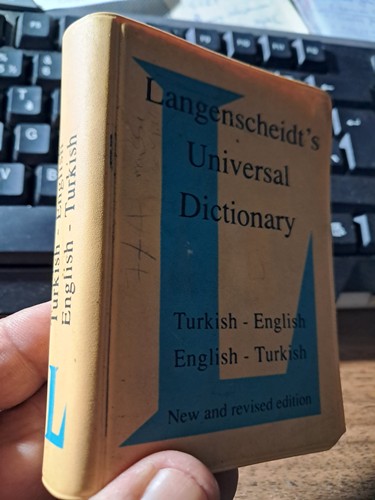 Langenscheidt's
Universal
Dictionary
Turkish - English
English - Turkish
New and revised edition
Turkish - English
English - Turkish
L